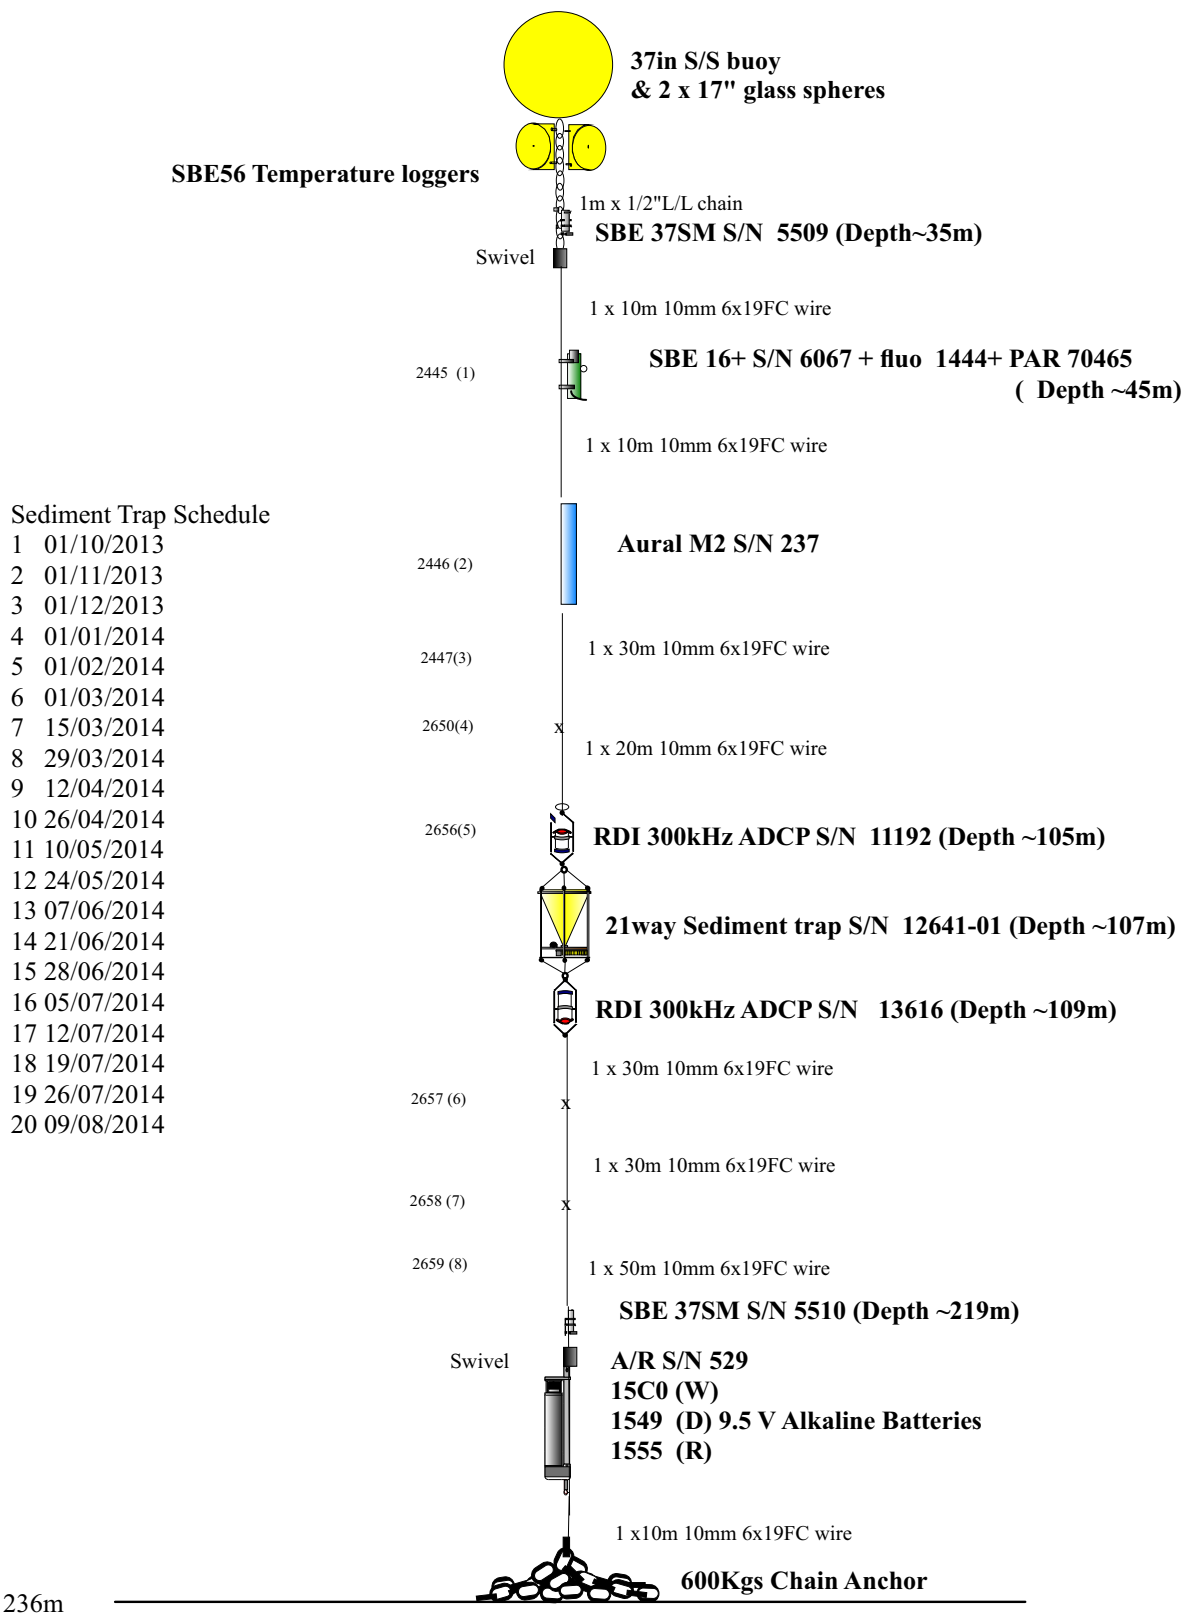 37in S/S buoy
& 2 x 17" glass spheres
SBE56 Temperature loggers
1m x 1/2"L/L chain
SBE 37SM S/N 5509 (Depth~35m)
Swivel
1 x 10m 10mm 6x19FC wire
SBE 16+ S/N 6067 + fluo 1444+ PAR 70465
( Depth ~45m)
2445 (1)
1 x 10m 10mm 6x19FC wire
Sediment Trap Schedule
1 01/10/2013
2 01/11/2013
3 01/12/2013
4 01/01/2014
5 01/02/2014
6 01/03/2014
7 15/03/2014
8 29/03/2014
9 12/04/2014
10 26/04/2014
11 10/05/2014
12 24/05/2014
13 07/06/2014
14 21/06/2014
15 28/06/2014
16 05/07/2014
17 12/07/2014
18 19/07/2014
19 26/07/2014
20 09/08/2014
Aural M2 S/N 237
2446 (2)
1 x 30m 10mm 6x19FC wire
2447(3)
2650(4)
x
1 x 20m 10mm 6x19FC wire
2656(5)
RDI 300kHz ADCP S/N 11192 (Depth ~105m)
21way Sediment trap S/N 12641-01 (Depth ~107m)
RDI 300kHz ADCP S/N 13616 (Depth ~109m)
1 x 30m 10mm 6x19FC wire
2657 (6)
x
1 x 30m 10mm 6x19FC wire
2658 (7)
x
2659 (8)
1 x 50m 10mm 6x19FC wire
SBE 37SM S/N 5510 (Depth ~219m)
Swivel
A/R S/N 529
15C0 (W)
1549 (D) 9.5 V Alkaline Batteries
1555 (R)
1 x10m 10mm 6x19FC wire
600Kgs Chain Anchor
236m